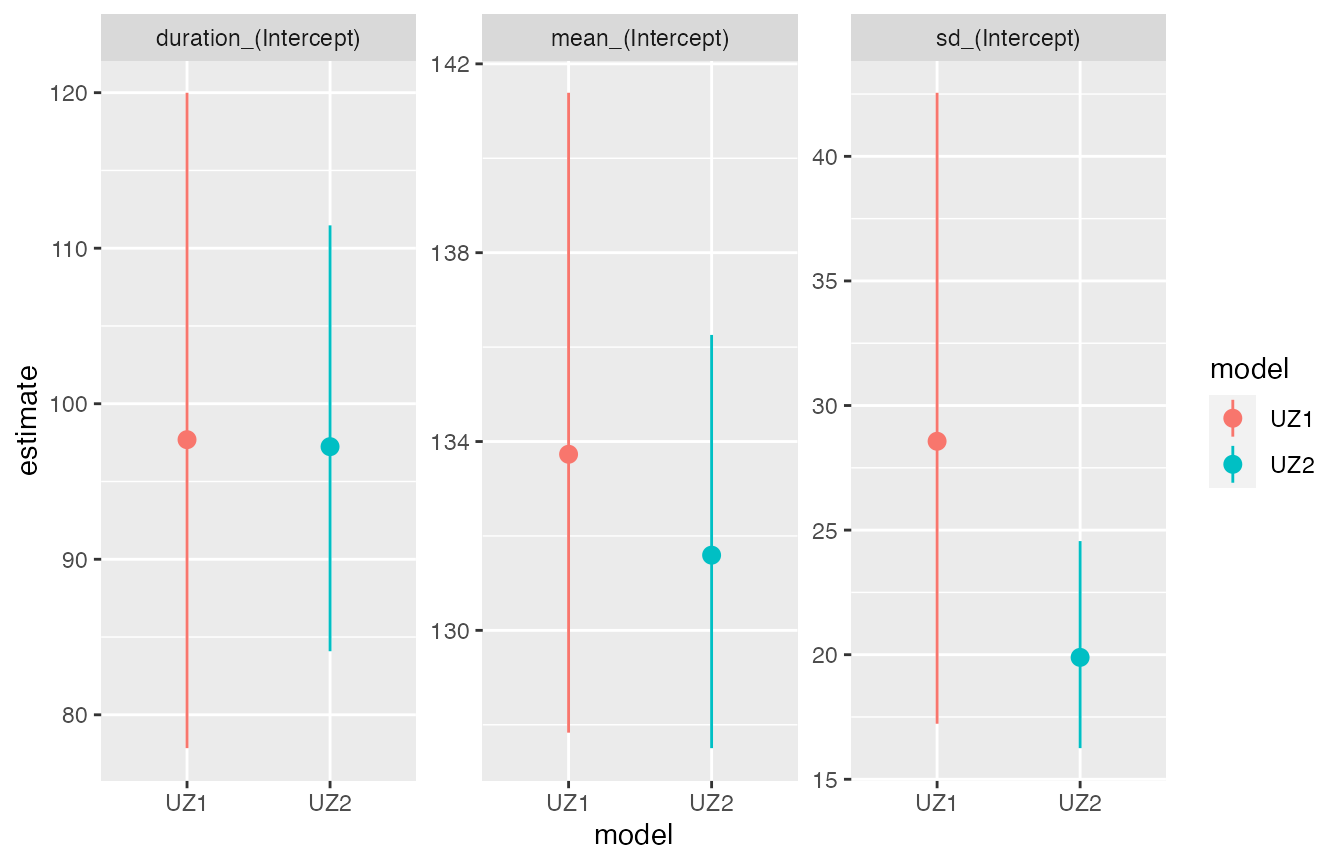 duration_(Intercept)
mean_(Intercept)
sd_(Intercept)
estimate
120
110
100
90
80
142
138
134
130
40
35
30
25
20
15
UZ1
UZ2
UZ1
UZ2
UZ1
UZ2
model
model
UZ1
UZ2